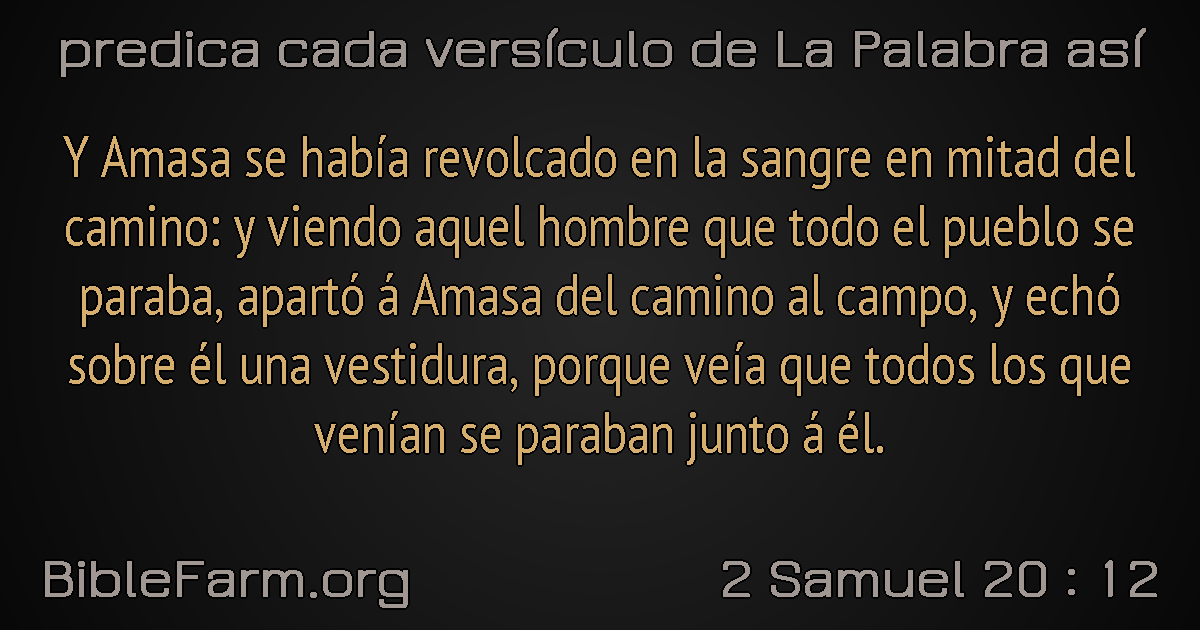 predica cada versículo de La Palabra así
Y Amasa se había revolcado en la sangre en mitad del
camino: y viendo aquel hombre que todo el pueblo se
paraba, apartó á Amasa del camino al campo, y echó
sobre él una vestidura, porque veía que todos los que
venían se paraban junto á él.
BibleFarm.org
2 Samuel 20 : 12